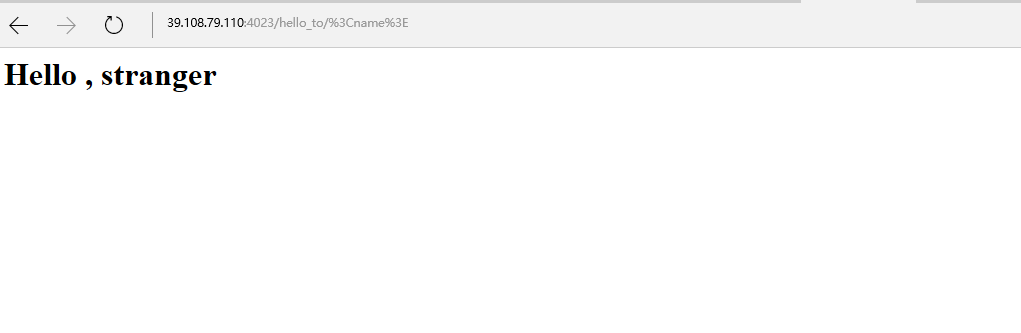 39.108.79.110:4023/hello_to/%3Cname%3E
Hello , stranger